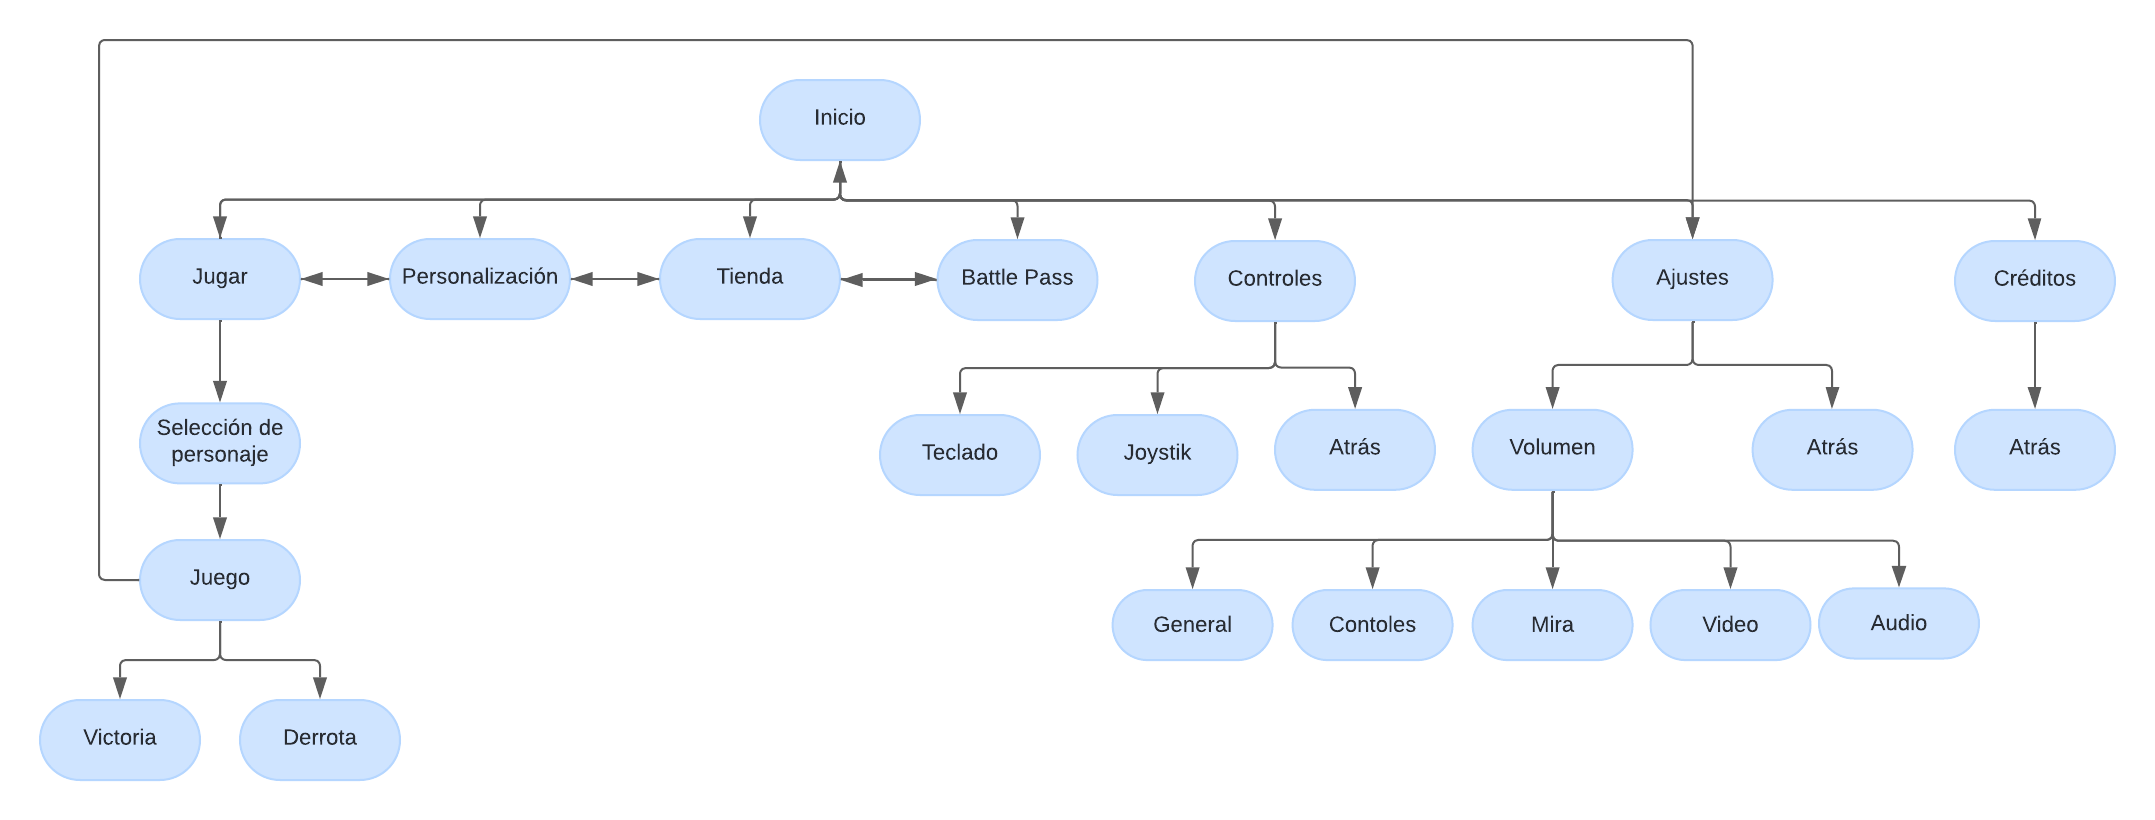 Inicio
Jugar
Personalización
Tienda
Battle Pass
Controles
Ajustes
Créditos
Selección de
personaje
Teclado
Joystik
Atrás
Volumen
Atrás
Atrás
Juego
General
Contoles
Mira
Video
Audio
Victoria
Derrota